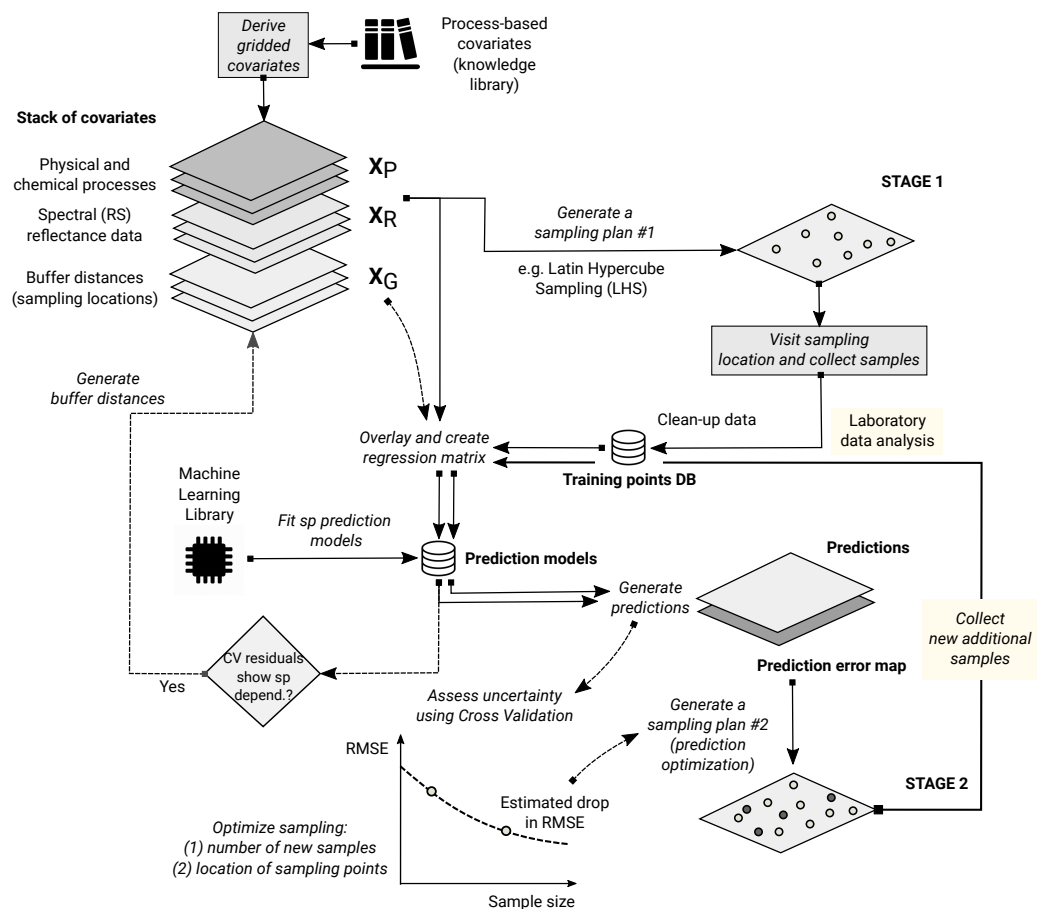 Derive
gridded
covariates
Process-based
covariates
(knowledge
library)
Stack of covariates
Physical and
chemical processes
XP
Spectral (RS)
reflectance data
XR
Buffer distances
(sampling locations)
XG
STAGE 1
Generate a
sampling plan #1
e.g. Latin Hypercube
Sampling (LHS)
Visit sampling
location and collect samples
Generate
buffer distances
Clean-up data
Laboratory
data analysis
Overlay and create
regression matrix
Training points DB
Machine
Learning
Library
Fit sp prediction
models
Prediction models
Predictions
Generate
predictions
Collect
new additional
samples
CV residuals
show sp
depend.?
Yes
Prediction error map
Assess uncertainty
using Cross Validation
Generate a
sampling plan #2
(prediction
optimization)
RMSE
STAGE 2
Estimated drop
in RMSE
Optimize sampling:
(1) number of new samples
(2) location of sampling points
Sample size